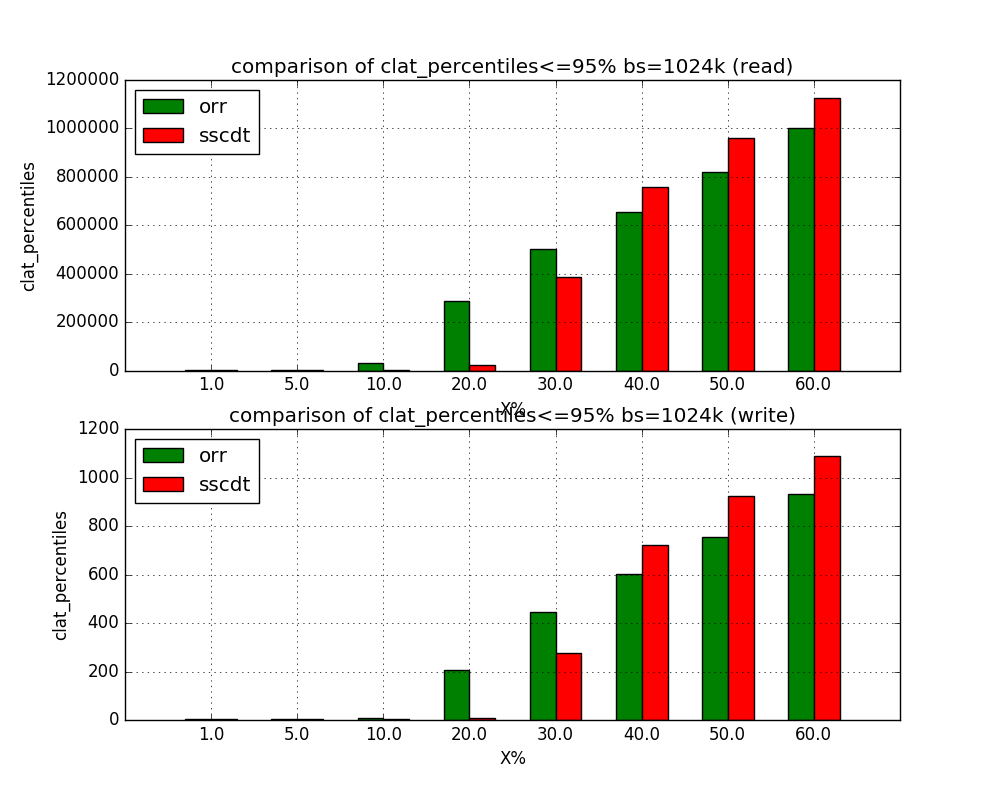 comparison of clat_percentiles<=95% bs=1024k (read)
1200000
1000000
800000
600000
400000
200000
0
clat_percentiles
orr
sscdt
1.0 5.0 10.0 20.0 30.0 40.0 50.0 60.0
X%
comparison of clat_percentiles<=95% bs=1024k (write)
1200
1000
800
600
400
200
0
clat_percentiles
orr
sscdt
1.0 5.0 10.0 20.0 30.0 40.0 50.0 60.0
X%